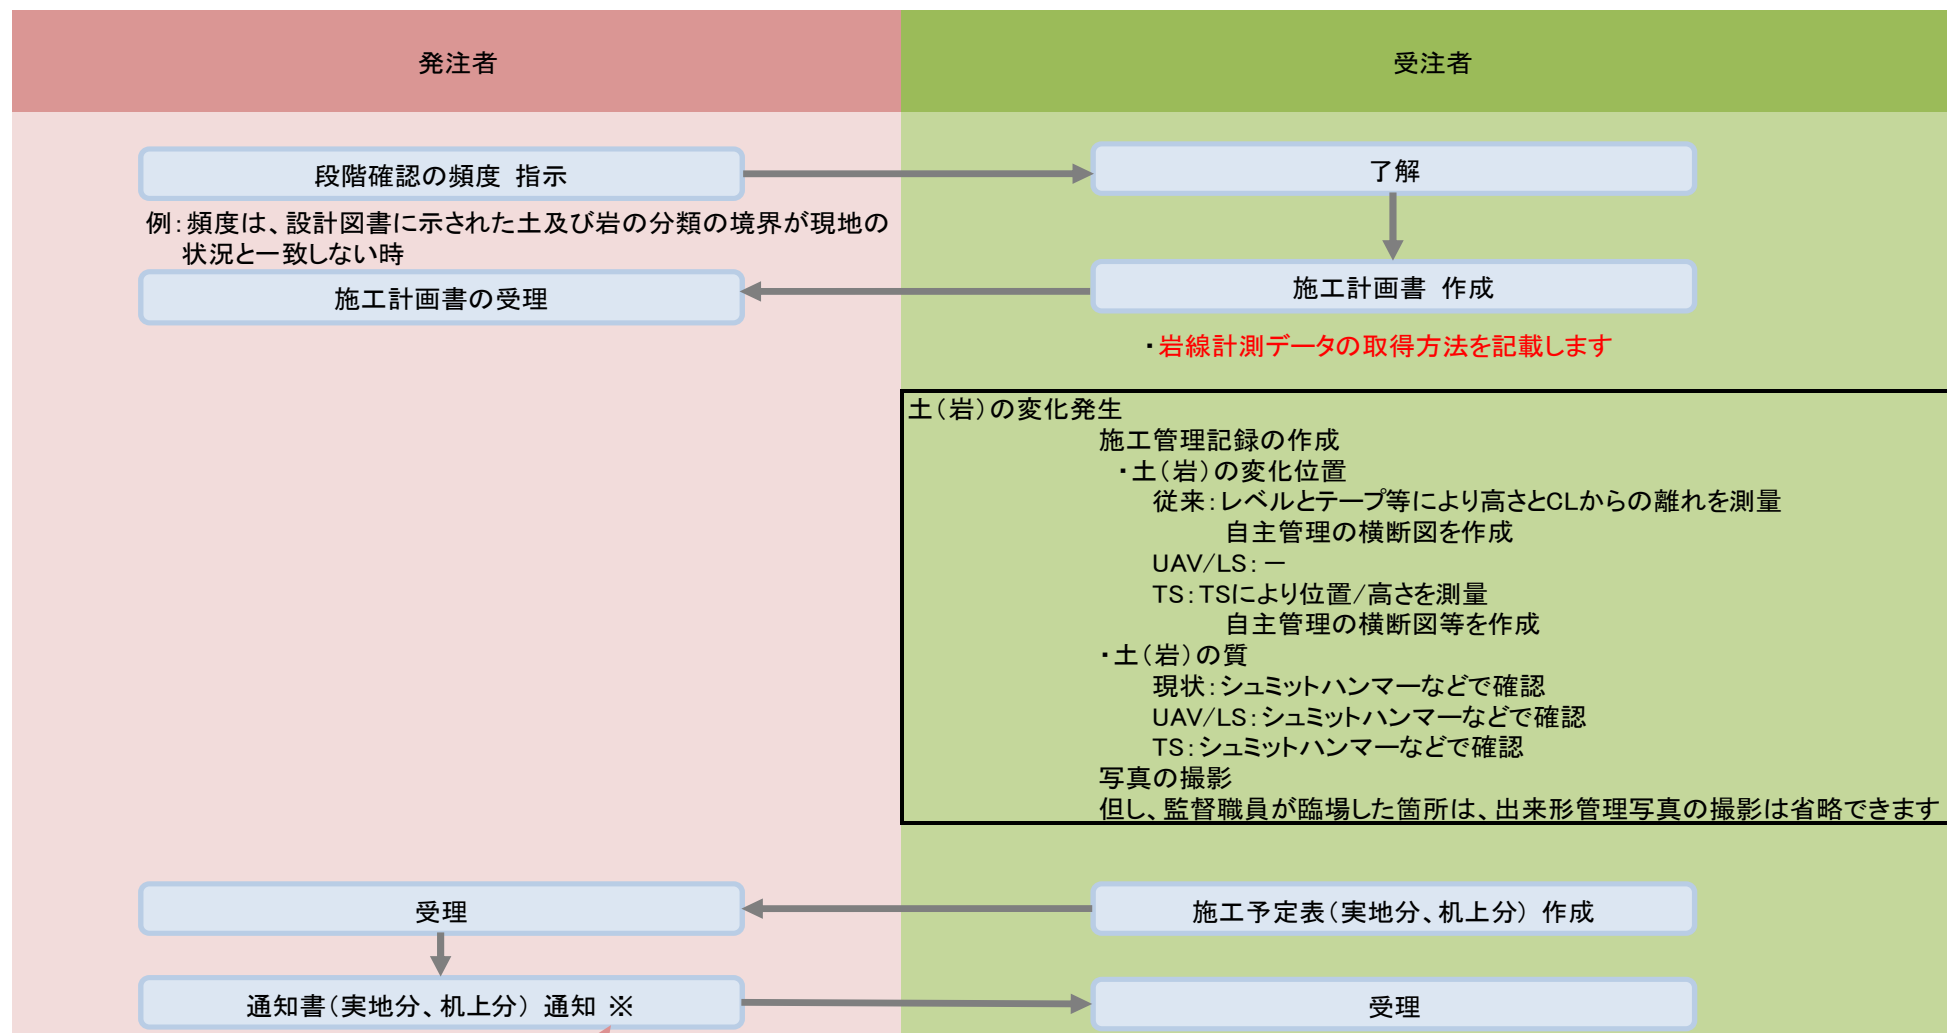 発注者
受注者
段階確認の頻度 指示
了解
例：頻度は、設計図書に示された土及び岩の分類の境界が現地の
状況と一致しない時
施工計画書の受理
施工計画書 作成
・岩線計測データの取得方法を記載します
土（岩）の変化発生
施工管理記録の作成
・土（岩）の変化位置
従来：レベルとテープ等により高さとCLからの離れを測量
自主管理の横断図を作成
UAV/LS：－
TS：TSにより位置/高さを測量
自主管理の横断図等を作成
・土（岩）の質
現状：シュミットハンマーなどで確認
UAV/LS：シュミットハンマーなどで確認
TS：シュミットハンマーなどで確認
写真の撮影
但し、監督職員が臨場した箇所は、出来形管理写真の撮影は省略できます
受理
施工予定表（実地分、机上分） 作成
通知書（実地分、机上分） 通知 ※
受理